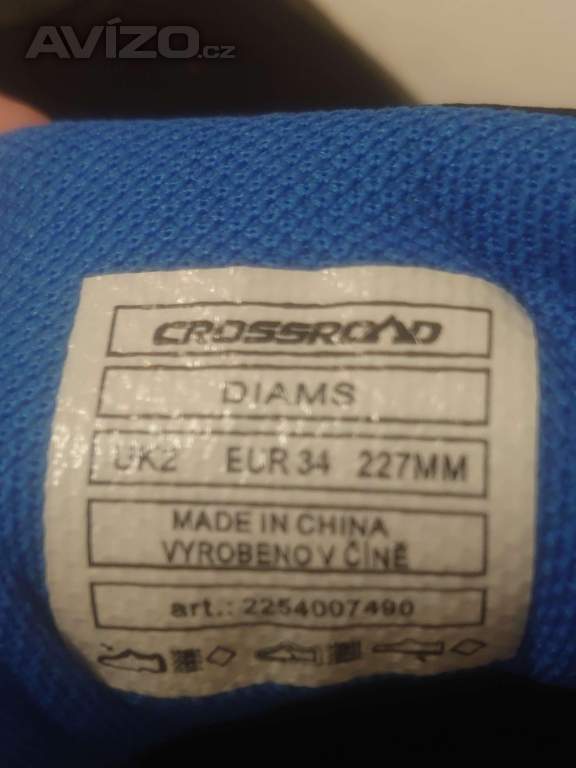 AVÍZO.cz
CROSSROAD
DIAMS
UK2 EUR 34 227MM
MADE IN CHINA
VYROBENO V ČÍNĚ
art.: 2254007490